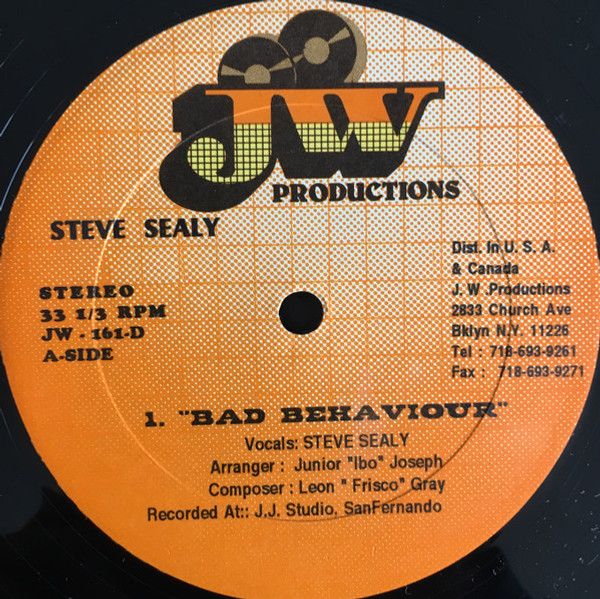 JW
PRODUCTIONS
STEVE SEALY
STEREO
33 1/3 RPM
JW - 161-D
A-SIDE
Dist. In U. S. A.
& Canada
J. W .Productions
2833 Church Ave
Bklyn N.Y. 11226
Tel : 718-693-9261
Fax : 718-693-9271
1. "BAD BEHAVIOUR"
Vocals: STEVE SEALY
Arranger : Junior "Ibo" Joseph
Composer : Leon " Frisco" Gray
Recorded At:: J.J. Studio. SanFernando